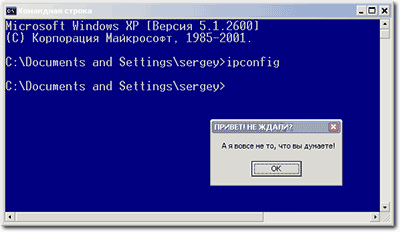 Командная строка
Microsoft Windows XP [Версия 5.1.2600]
(C) Корпорация Майкрософт, 1985-2001.
C:\Documents and Settings\sergey>ipconfig
C:\Documents and Settings\sergey>
ПРИВЕТ! НЕ ЖДАЛИ?
А я вовсе не то, что вы думаете!
OK